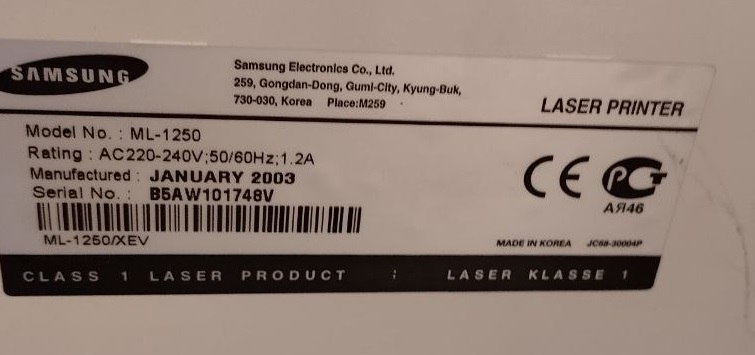 SAMSUNG
Samsung Electronics Co., Ltd.
259, Gongdan-Dong, Gumi-City, Kyung-Buk,
730-030, Korea Place:M259
LASER PRINTER
Model No. : ML-1250
Rating : AC220-240V;50/60Hz;1.2A
Manufactured : JANUARY 2003
Serial No. : B5AW101748V
ML-1250/XEV
CE PCT
АЯ46
MADE IN KOREA JC68-30004P
CLASS 1 LASER PRODUCT ; LASER KLASSE 1